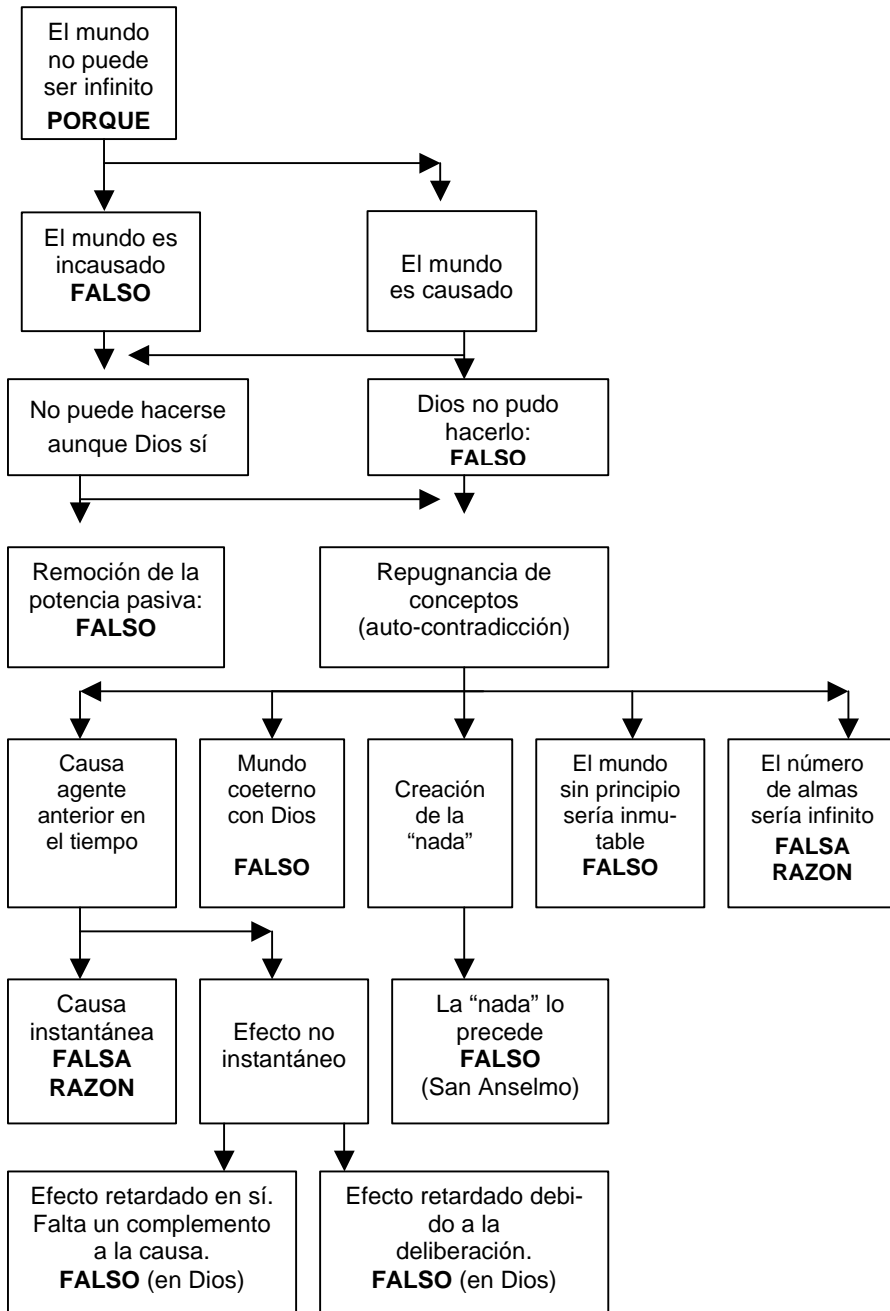 El mundo
no puede
ser infinito
PORQUE
El mundo es
incausado
FALSO
El mundo
es causado
No puede hacerse
aunque Dios sí
Dios no pudo
hacerlo:
FALSO
Remoción de la
potencia pasiva:
FALSO
Repugnancia de
conceptos
(auto-contradicción)
Causa
agente
anterior en
el tiempo
Mundo
coeterno
con Dios
FALSO
Creación
de la
“nada”
El mundo
sin principio
sería inmu-
table
FALSO
El número
de almas
sería infinito
FALSA
RAZON
Causa
instantánea
FALSA
RAZON
Efecto no
instantáneo
La “nada” lo
precede
FALSO
(San Anselmo)
Efecto retardado en sí.
Falta un complemento
a la causa.
FALSO (en Dios)
Efecto retardado debi-
do a la
deliberación.
FALSO (en Dios)